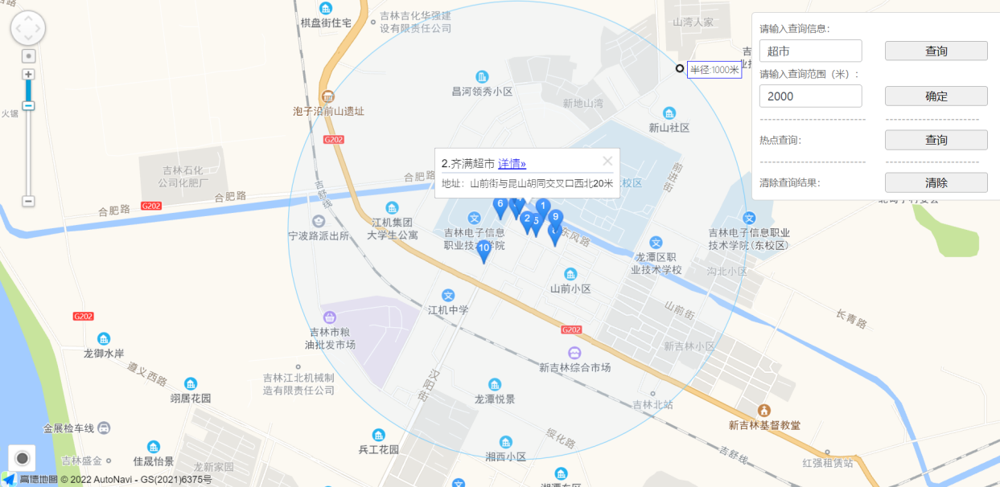 棋盘街住宅
吉林吉化华强建
设有限责任公司
山湾人家
请输入查询信息：
超市
查询
半径:1000米
请输入查询范围（米）：
2000
确定
昌河领秀小区
新地山湾
泡子沿前山遗址
新山社区
火锯
G202
热点查询：
查询
清除查询结果：
清除
2.齐满超市 详情»
地址：山前街与昆山胡同交叉口西北20米
吉林石化
公司化肥厂
合肥路
前进街
校区
合肥路
合肥路
G202
吉舒线
6
1
2
5
9
10
江机集团
大学生公寓
宁波路派出所
吉林电子信息
职业技术学院
东风路
吉林电子信息职业
技术学院(东校区)
龙潭区职
业技术学校
沟北小区
山前小区
江机中学
山前街
长青路
G202
吉林市粮
油批发市场
G202
龙御水岸
新吉林小区
新吉林综合市场
遵义西路
吉林江北机械制
造有限责任公司
汉阳街
翊居花园
龙潭悦景
吉林北站
新吉林基督教堂
金展检车线
兵工花园
绥化路
湘西小区
吉舒线
吉林盛金
佳晟怡景
龙新家园
红强租赁站
高德地图 © 2022 AutoNavi - GS(2021)6375号